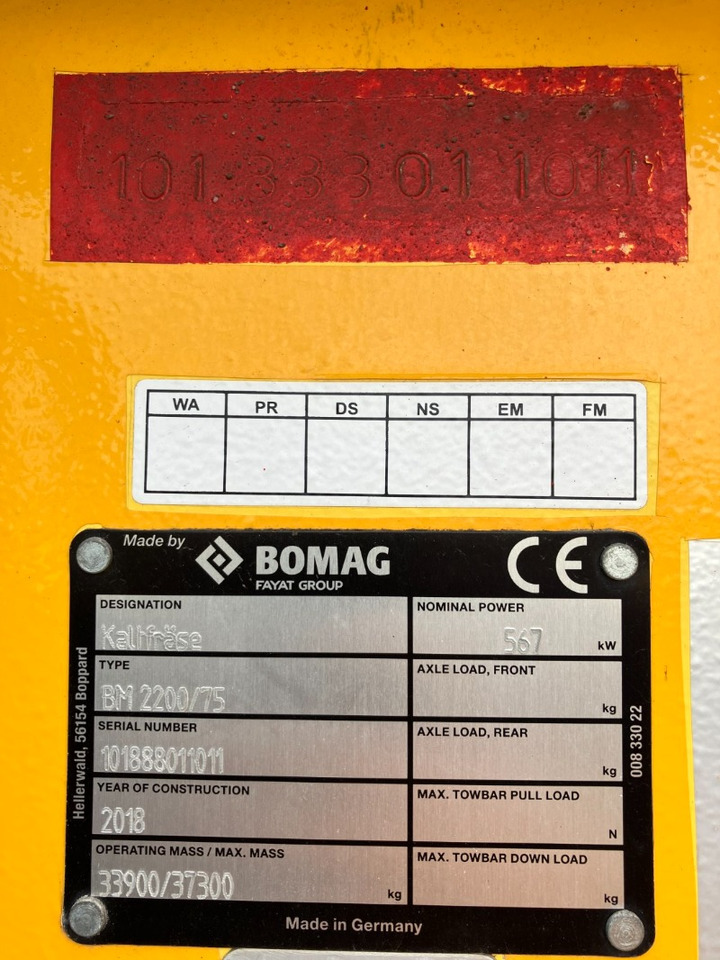 101 888 01 1011
WA PR DS NS EM FM
Made by BOMAG CE
FAYAT GROUP
DESIGNATION
Kaltfräse
NOMINAL POWER
567 kW
TYPE
BM 2200/75
AXLE LOAD, FRONT
kg
SERIAL NUMBER
101888011011
AXLE LOAD, REAR
kg
YEAR OF CONSTRUCTION
2018
MAX. TOWBAR PULL LOAD
N
OPERATING MASS / MAX. MASS
33900/37300 kg
MAX. TOWBAR DOWN LOAD
kg
Made in Germany
Hellerwald, 56154 Boppard
008 330 22